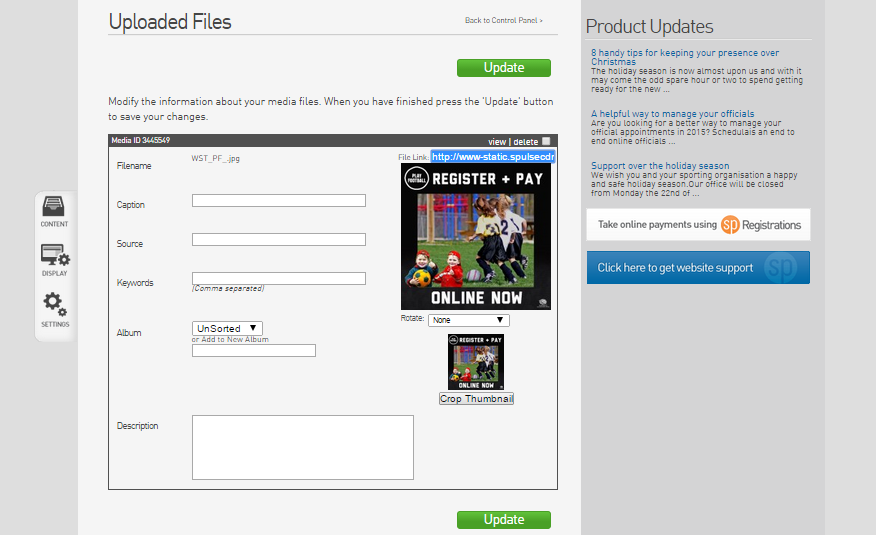 Uploaded Files
Back to Control Panel >
Update
Modify the information about your media files. When you have finished press the 'Update' button
to save your changes.
Media ID 3445549
view | delete
Filename
WST_PF_.jpg
File Link:
http://www-static.spulsecdn
PLAY
FOOTBALL
REGISTER + PAY
ONLINE NOW
Caption
Source
Keywords
(Comma separated)
Rotate:
None
Album
UnSorted
or Add to New Album
REGISTER + PAY
ONLINE NOW
Crop Thumbnail
Description
Update
CONTENT
DISPLAY
SETTINGS
Product Updates
8 handy tips for keeping your presence over
Christmas
The holiday season is now almost upon us and with it
may come the odd spare hour or two to spend getting
ready for the new ...
A helpful way to manage your officials
Are you looking for a better way to manage your
official appointments in 2015? Schedulais an end to
end online officials ...
Support over the holiday season
We wish you and your sporting organisation a happy
and safe holiday season.Our office will be closed
from Monday the 22nd of ...
Take online payments using sp Registrations
Click here to get website support
sp